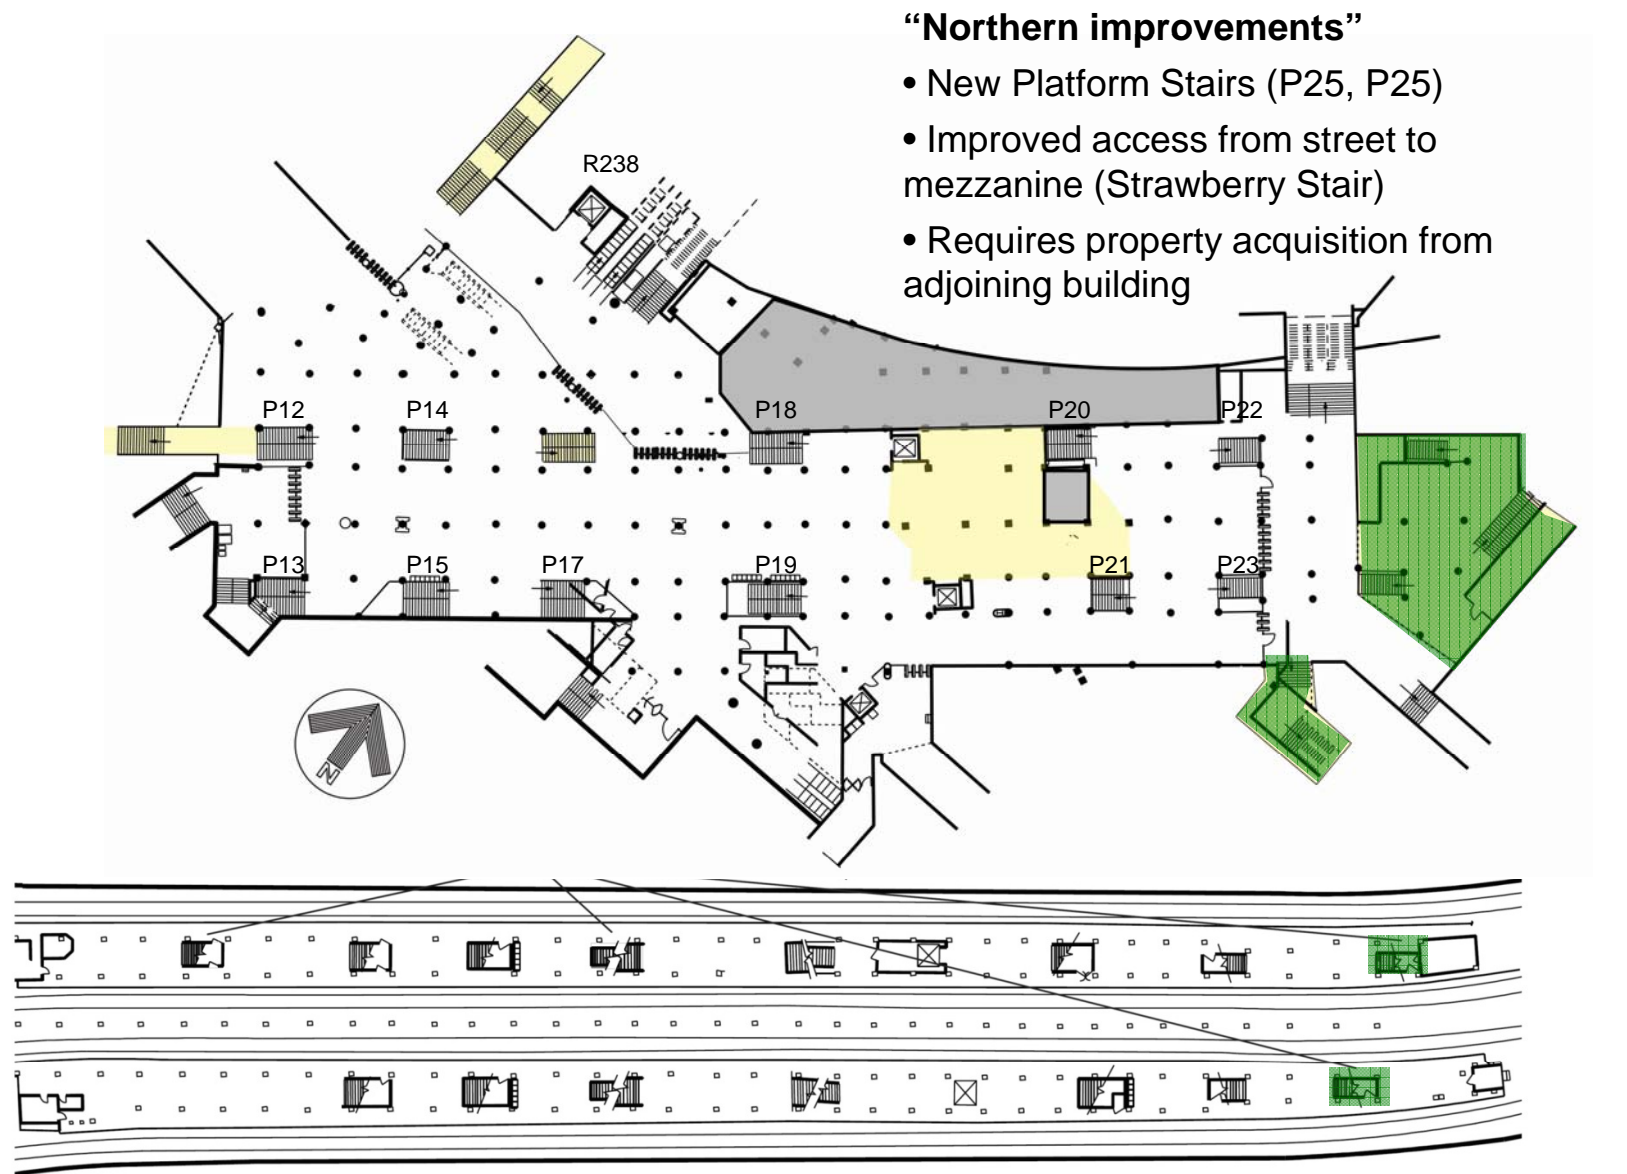 “Northern improvements”
• New Platform Stairs (P25, P25)
• Improved access from street to
mezzanine (Strawberry Stair)
• Requires property acquisition from
adjoining building
R238
P12
P14
P18
P20
P22
P13
P15
P17
P19
P21
P23
N